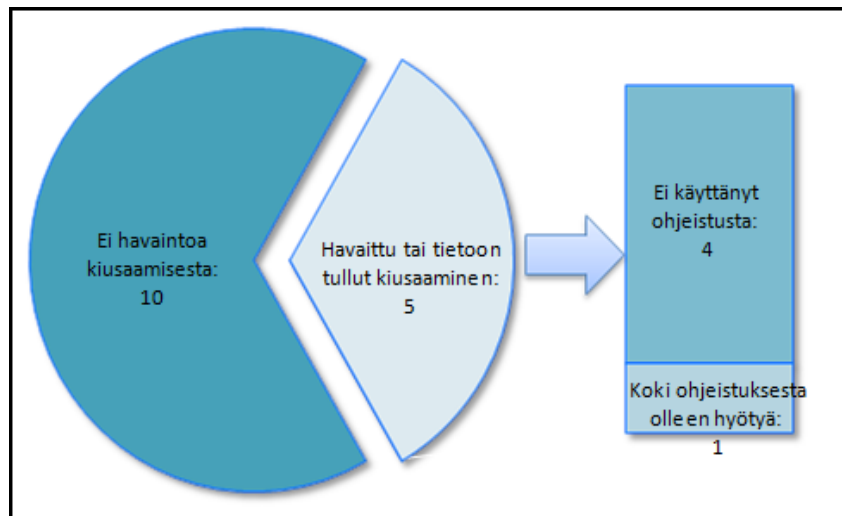 Ei havaintoa
kiusaamisesta:
10
Havaittu tai tietoon
tullut kiusaaminen:
5
Ei käyttänyt
ohjeistusta:
4
Koki ohjeistuksesta
olleen hyötyä:
1